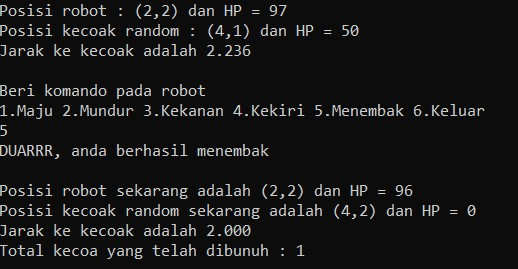 Posisi robot : (2,2) dan HP = 97
Posisi kecoak random : (4,1) dan HP = 50
Jarak ke kecoak adalah 2.236
Beri komando pada robot
1.Maju 2.Mundur 3.Kekanan 4.Kekiri 5.Menembak 6.Keluar
5
DUARRR, anda berhasil menembak
Posisi robot sekarang adalah (2,2) dan HP = 96
Posisi kecoak random sekarang adalah (4,2) dan HP = 0
Jarak ke kecoak adalah 2.000
Total kecoa yang telah dibunuh : 1